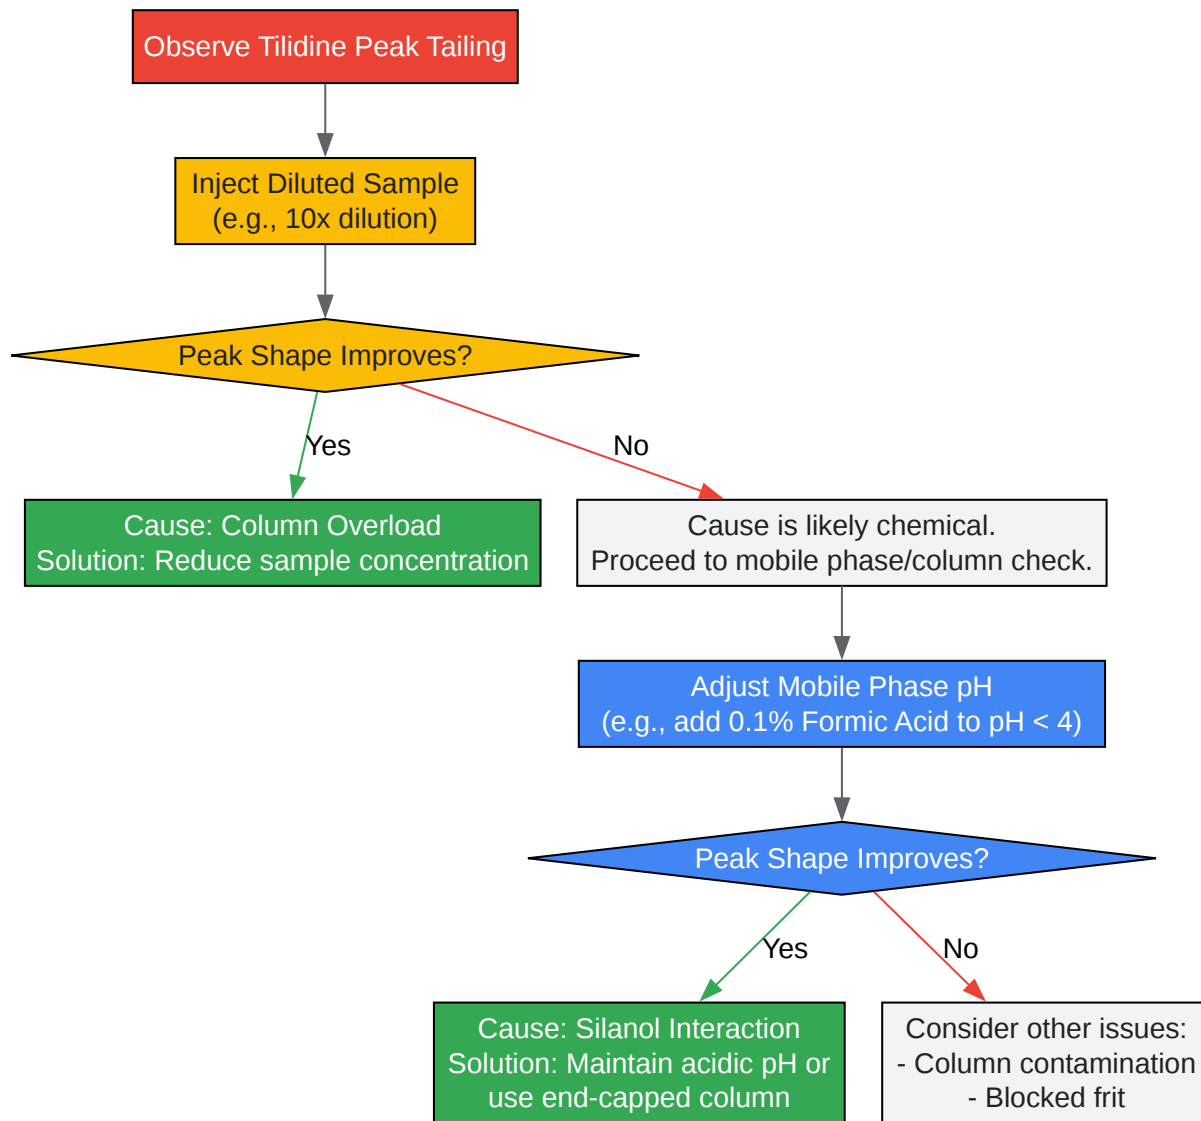 Observe Tilidine Peak Tailing
Inject Diluted Sample
(e.g., 10x dilution)
Peak Shape Improves?
Yes
No
Cause: Column Overload
Solution: Reduce sample concentration
Cause is likely chemical.
Proceed to mobile phase/column check.
Adjust Mobile Phase pH
(e.g., add 0.1% Formic Acid to pH < 4)
Peak Shape Improves?
Yes
No
Cause: Silanol Interaction
Solution: Maintain acidic pH or
use end-capped column
Consider other issues:
- Column contamination
- Blocked frit